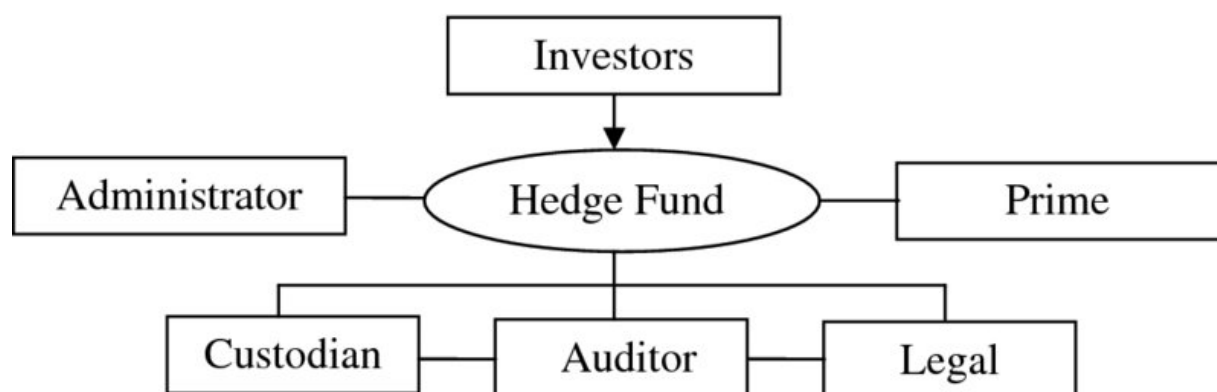 Investors
Administrator
Hedge Fund
Prime
Custodian
Auditor
Legal